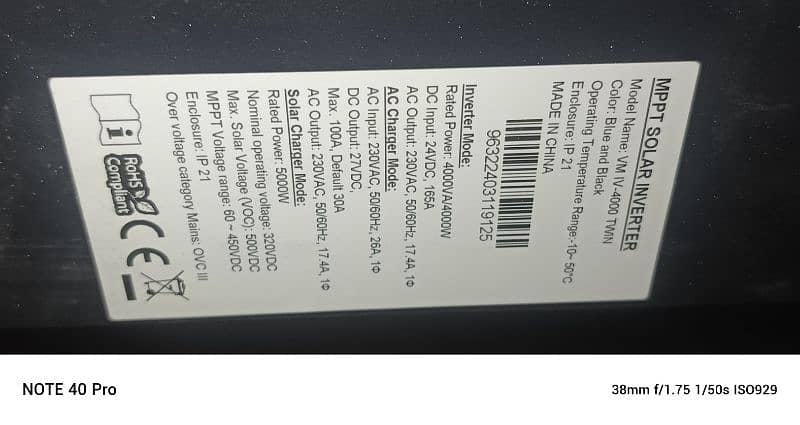 MPPT SOLAR INVERTER
Model Name: VM IV-4000 TWIN
Color: Blue and Black
Operating Temperature Range:-10~ 50°C
Enclosure: IP 21
MADE IN CHINA
96322403119125
Inverter Mode:
Rated Power: 4000VA/4000W
DC Input: 24VDC, 165A
AC Output: 230VAC, 50/60Hz, 17.4A, 1Φ
AC Charger Mode:
AC Input: 230VAC, 50/60Hz, 26A, 1Φ
DC Output: 27VDC,
Max. 100A, Default 30A
AC Output: 230VAC, 50/60Hz, 17.4A, 1Φ
Solar Charger Mode:
Rated Power: 5000W
Nominal operating voltage: 320VDC
Max. Solar Voltage (VOC): 500VDC
MPPT Voltage range: 60 ~ 450VDC
Enclosure: IP 21
Over voltage category Mains: OVC III
i
RoHS
Compliant
CE
NOTE 40 Pro
38mm f/1.75 1/50s ISO929